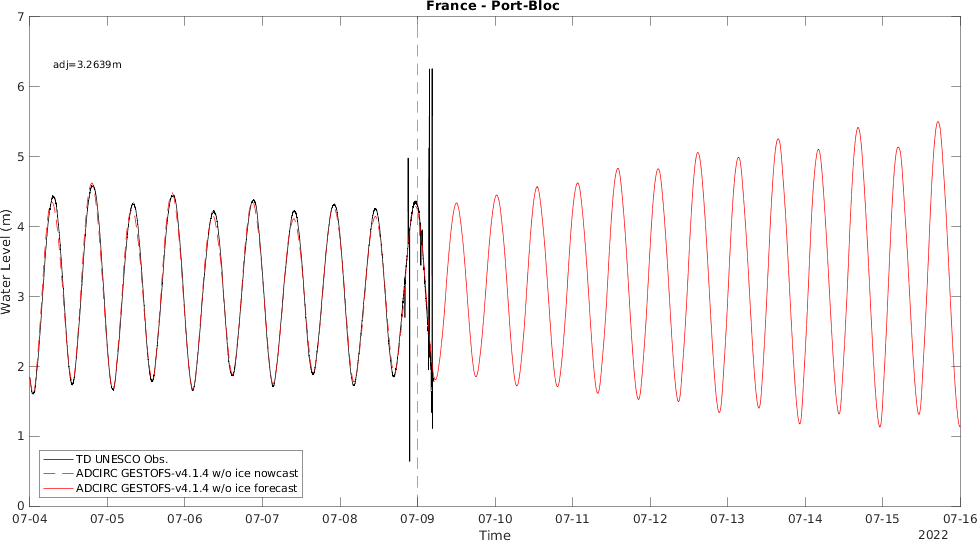 France - Port-Bloc
7
adj=3.2639m
6
5
4
3
2
1
0
Water Level (m)
TD UNESCO Obs.
ADCIRC GESTOFS-v4.1.4 w/o ice nowcast
ADCIRC GESTOFS-v4.1.4 w/o ice forecast
07-04 07-05 07-06 07-07 07-08 07-09 07-10 07-11 07-12 07-13 07-14 07-15 07-16
Time
2022